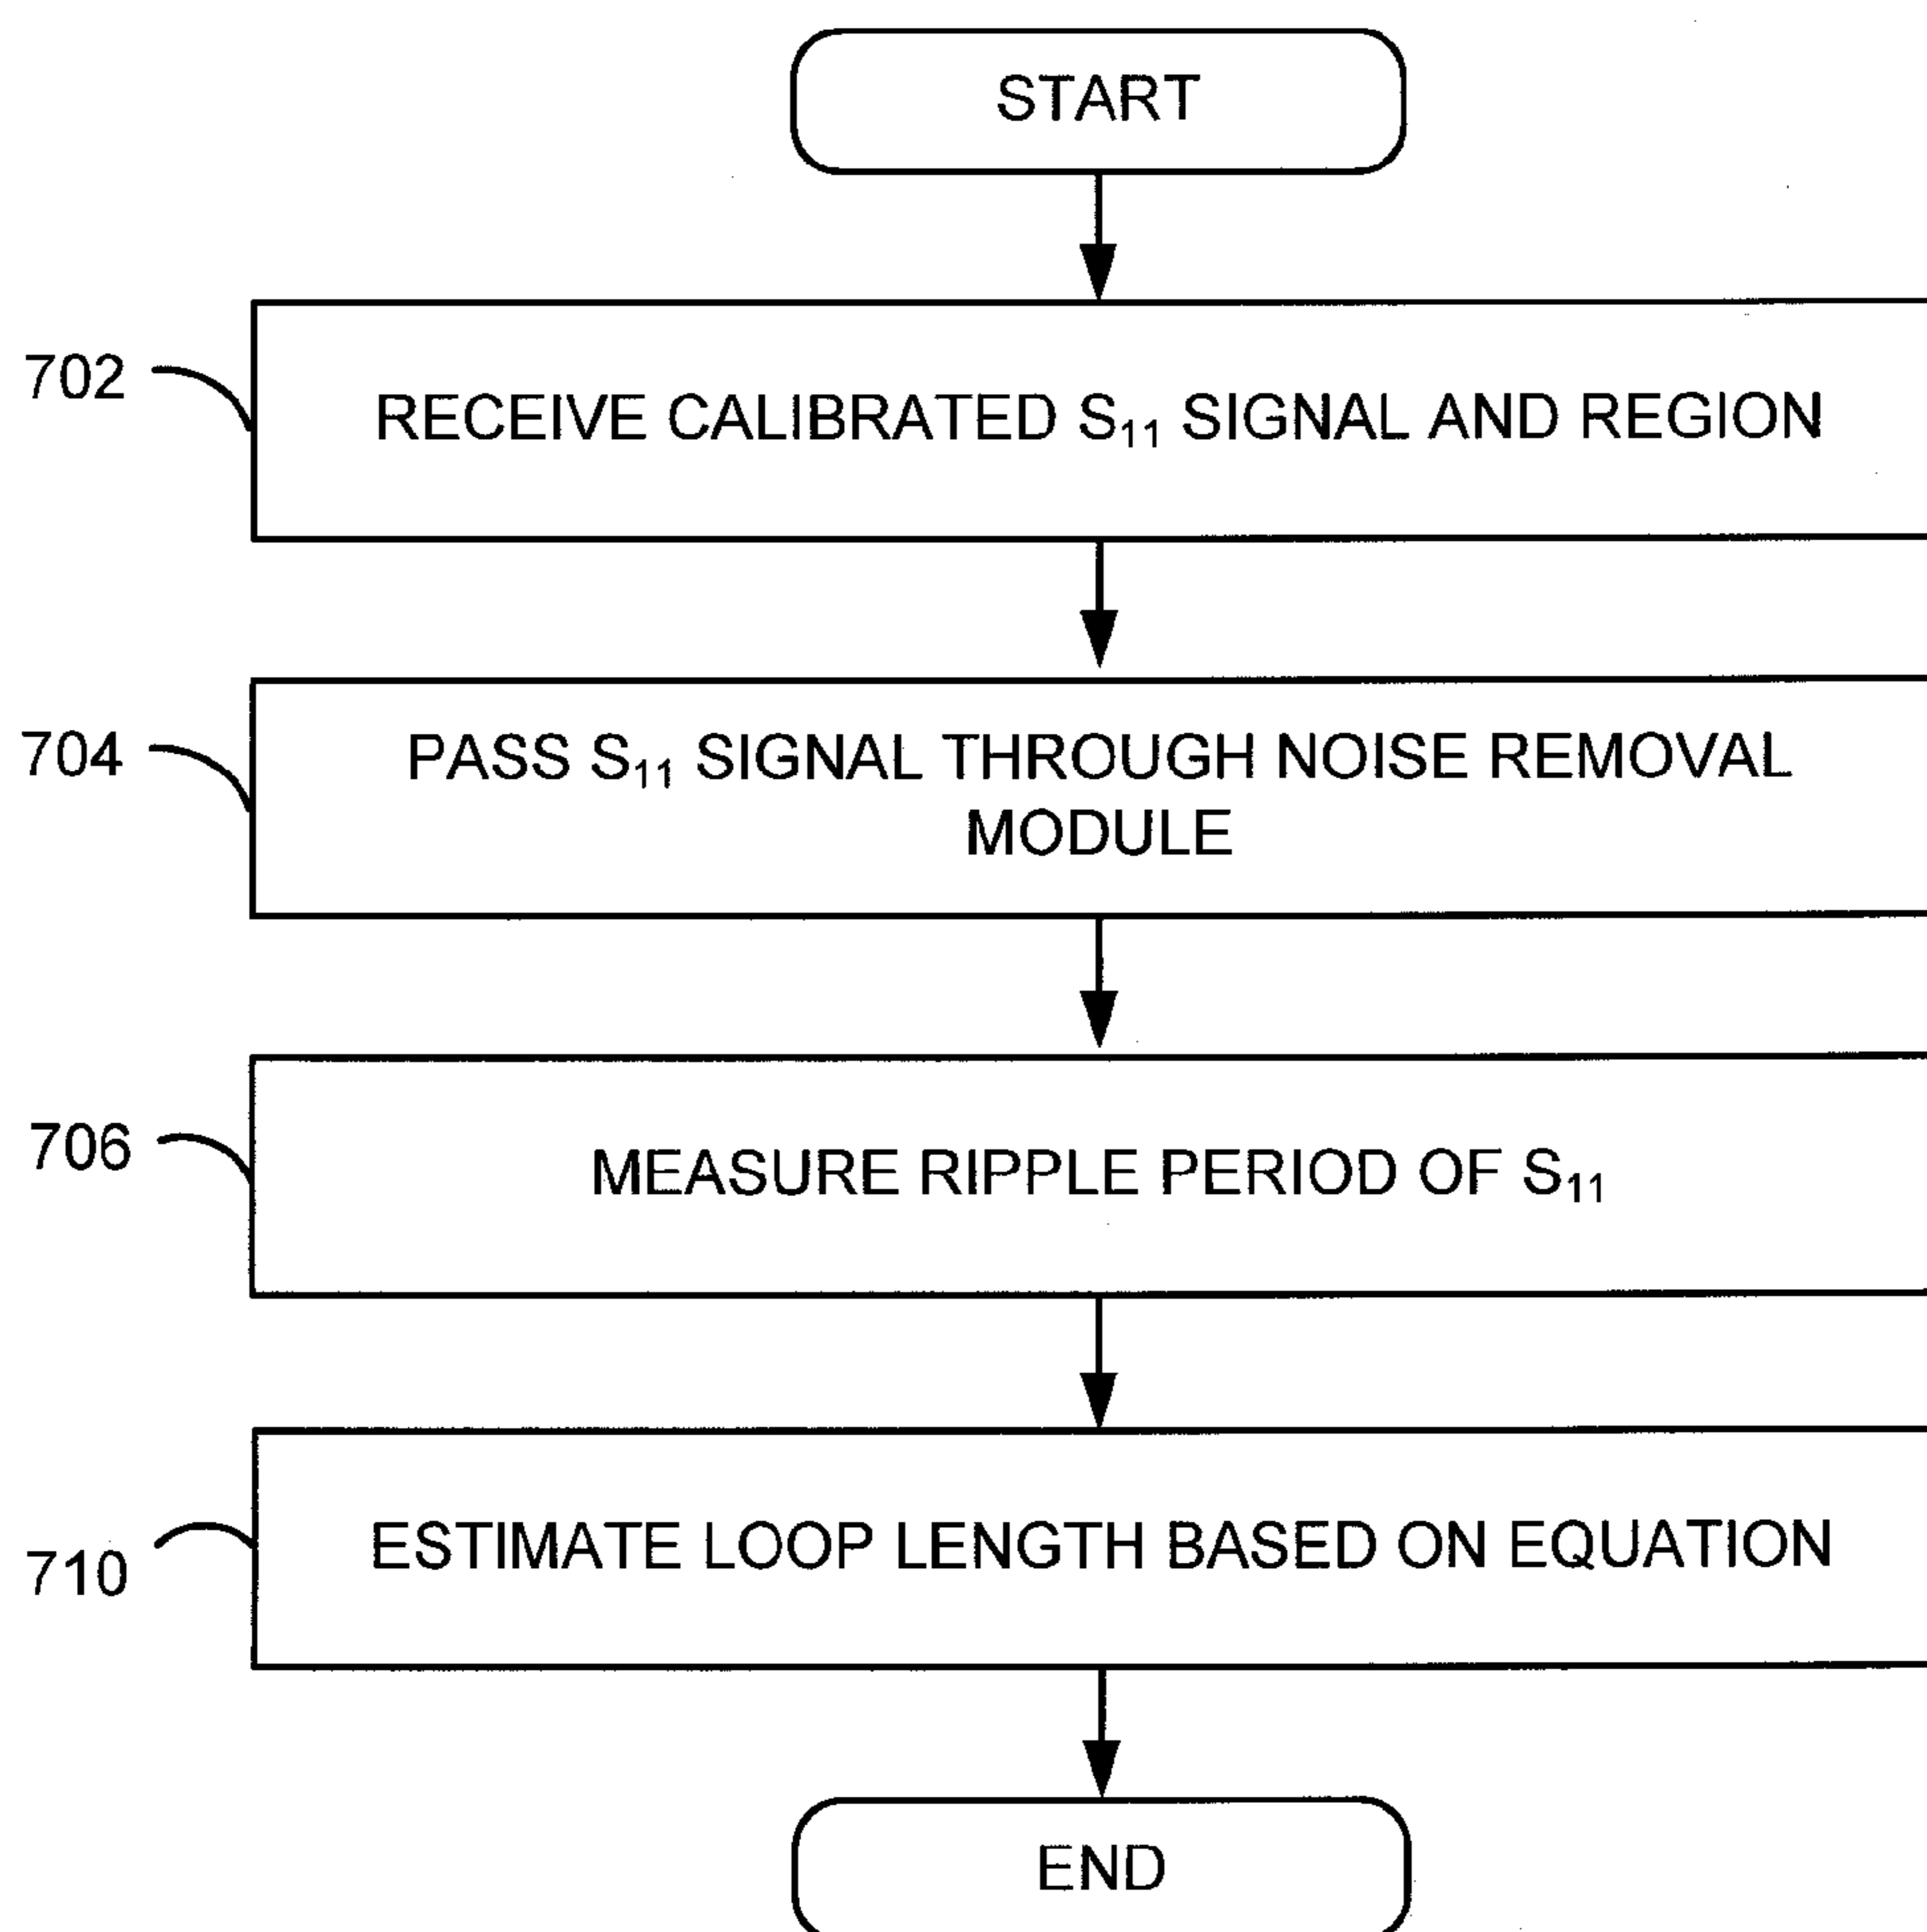 START
702
RECEIVE CALIBRATED S₁₁ SIGNAL AND REGION
704
PASS S₁₁ SIGNAL THROUGH NOISE REMOVAL
MODULE
706
MEASURE RIPPLE PERIOD OF S₁₁
710
ESTIMATE LOOP LENGTH BASED ON EQUATION
END